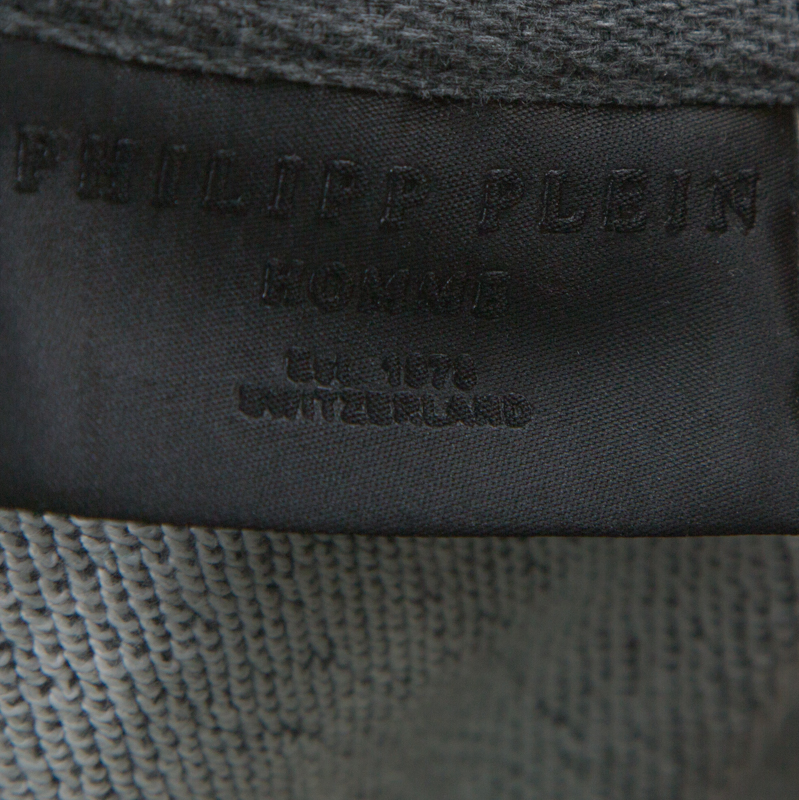 PHILIPP PLEIN
HOMME
EST. 1978
SWITZERLAND